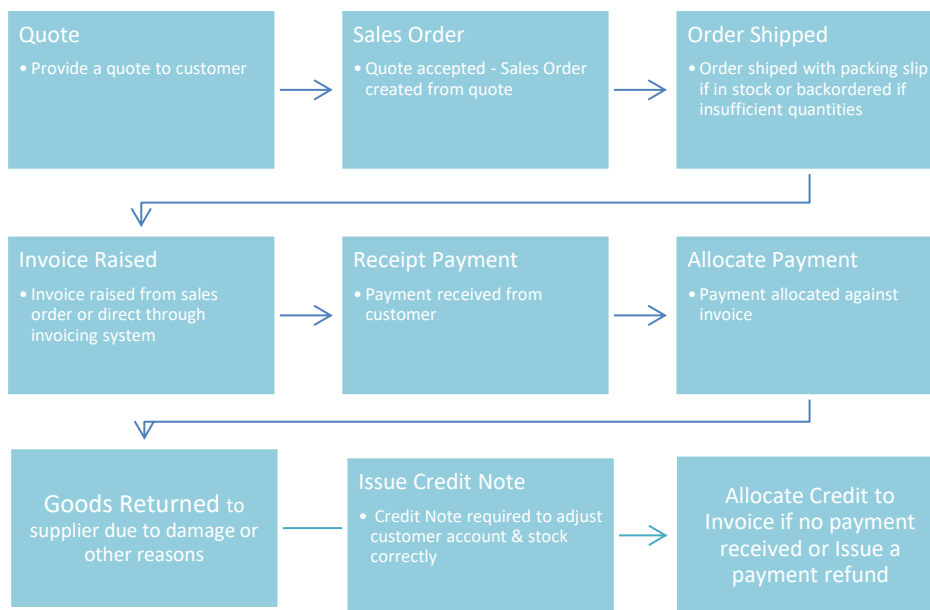 Quote
• Provide a quote to customer
Sales Order
• Quote accepted - Sales Order
created from quote
Order Shipped
• Order shiped with packing slip
if in stock or backordered if
insufficient quantities
Invoice Raised
• Invoice raised from sales
order or direct through
invoicing system
Receipt Payment
• Payment received from
customer
Allocate Payment
• Payment allocated against
invoice
Goods Returned to
supplier due to damage or
other reasons
Issue Credit Note
• Credit Note required to adjust
customer account & stock
correctly
Allocate Credit to
Invoice if no payment
received or Issue a
payment refund